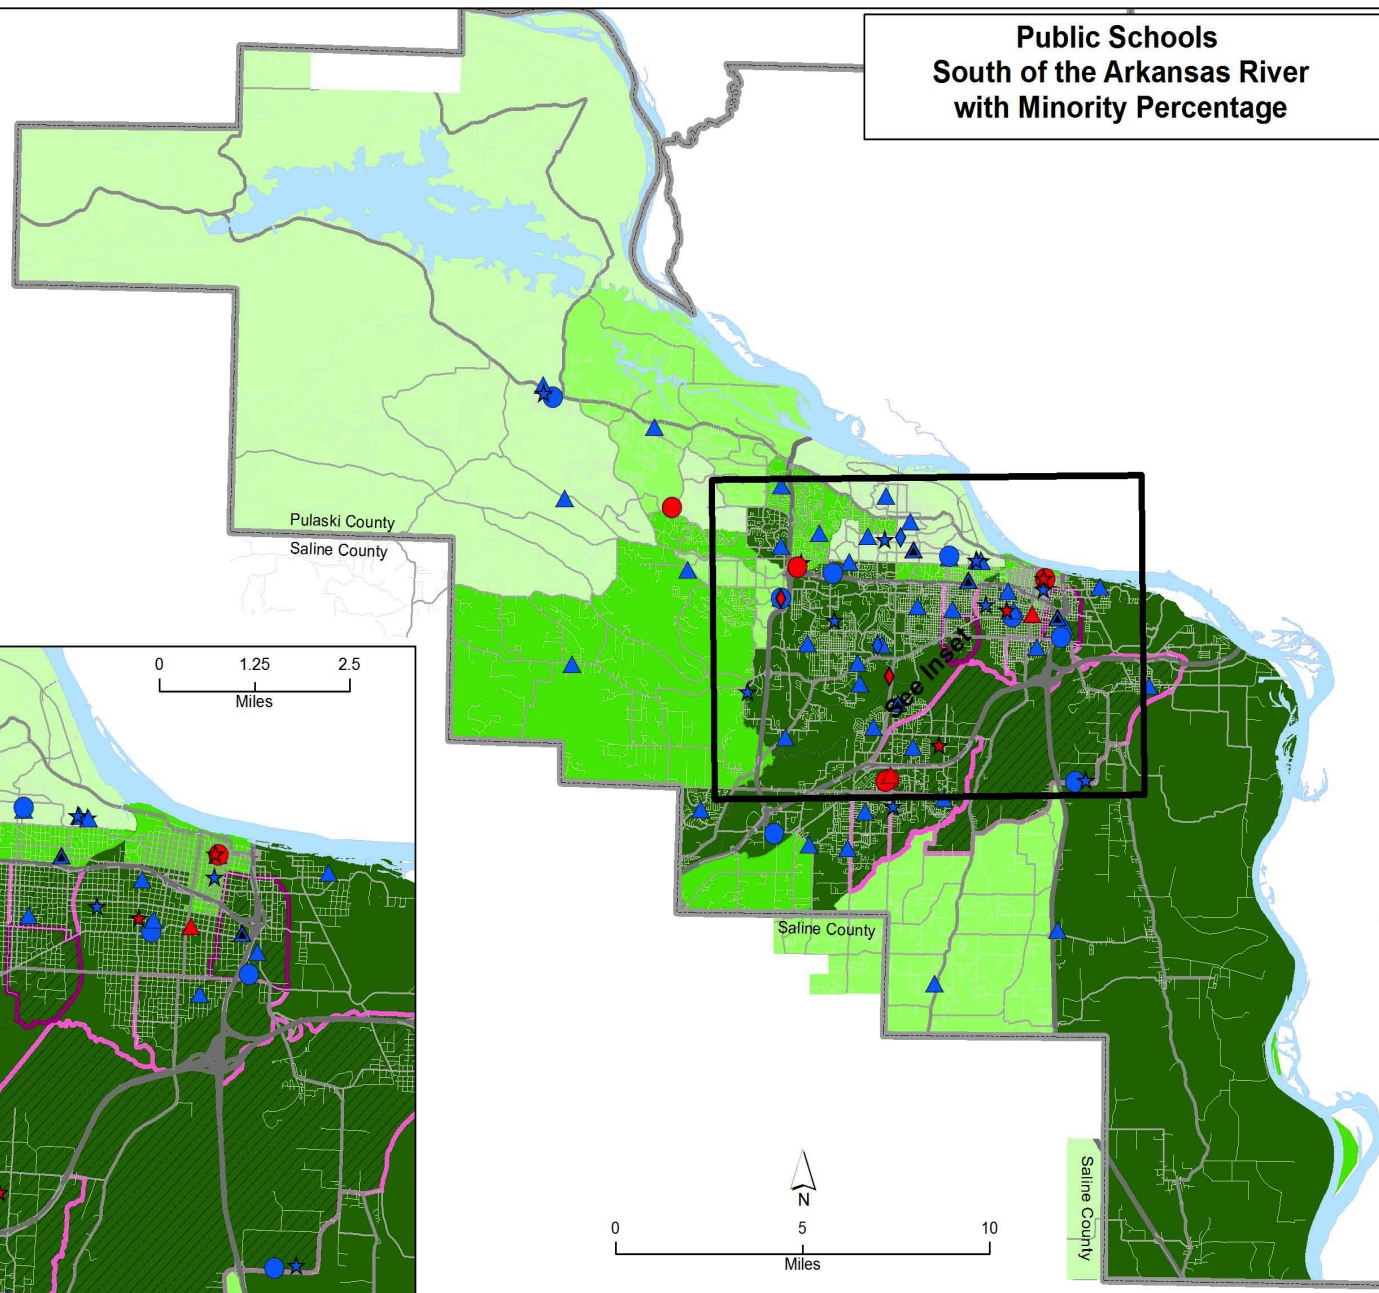 Public Schools
South of the Arkansas River
with Minority Percentage
Pulaski County
Saline County
See Inset
0 1.25 2.5
Miles
Saline County
Saline County
N
0 5 10
Miles